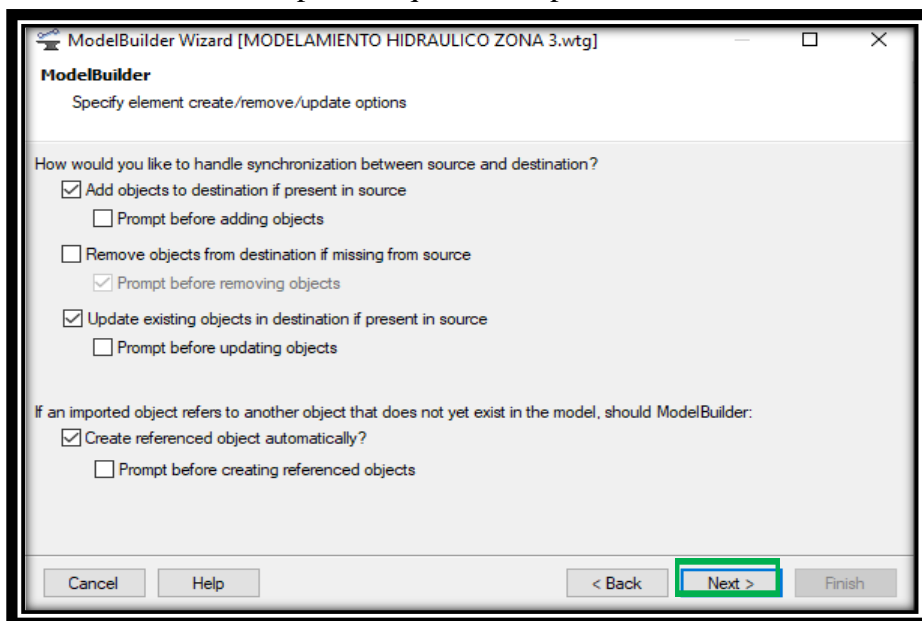 ModelBuilder Wizard [MODELAMIENTO HIDRAULICO ZONA 3.wtg]
ModelBuilder
Specify element create/remove/update options
How would you like to handle synchronization between source and destination?
Add objects to destination if present in source
Prompt before adding objects
Remove objects from destination if missing from source
Prompt before removing objects
Update existing objects in destination if present in source
Prompt before updating objects
If an imported object refers to another object that does not yet exist in the model, should ModelBuilder:
Create referenced object automatically?
Prompt before creating referenced objects
Cancel Help < Back Next > Finish